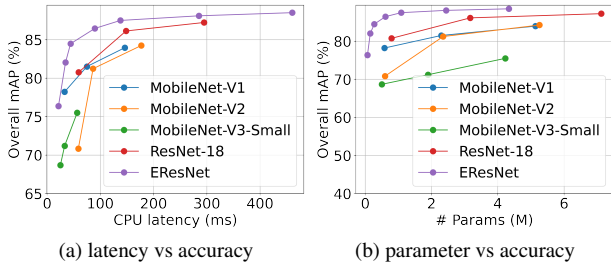 Overall mAP (%)
85
80
75
70
65
0
100
200
300
400
CPU latency (ms)
MobileNet-V1
MobileNet-V2
MobileNet-V3-Small
ResNet-18
EResNet
(a) latency vs accuracy
Overall mAP (%)
90
80
70
60
50
40
0
2
4
6
# Params (M)
MobileNet-V1
MobileNet-V2
MobileNet-V3-Small
ResNet-18
EResNet
(b) parameter vs accuracy